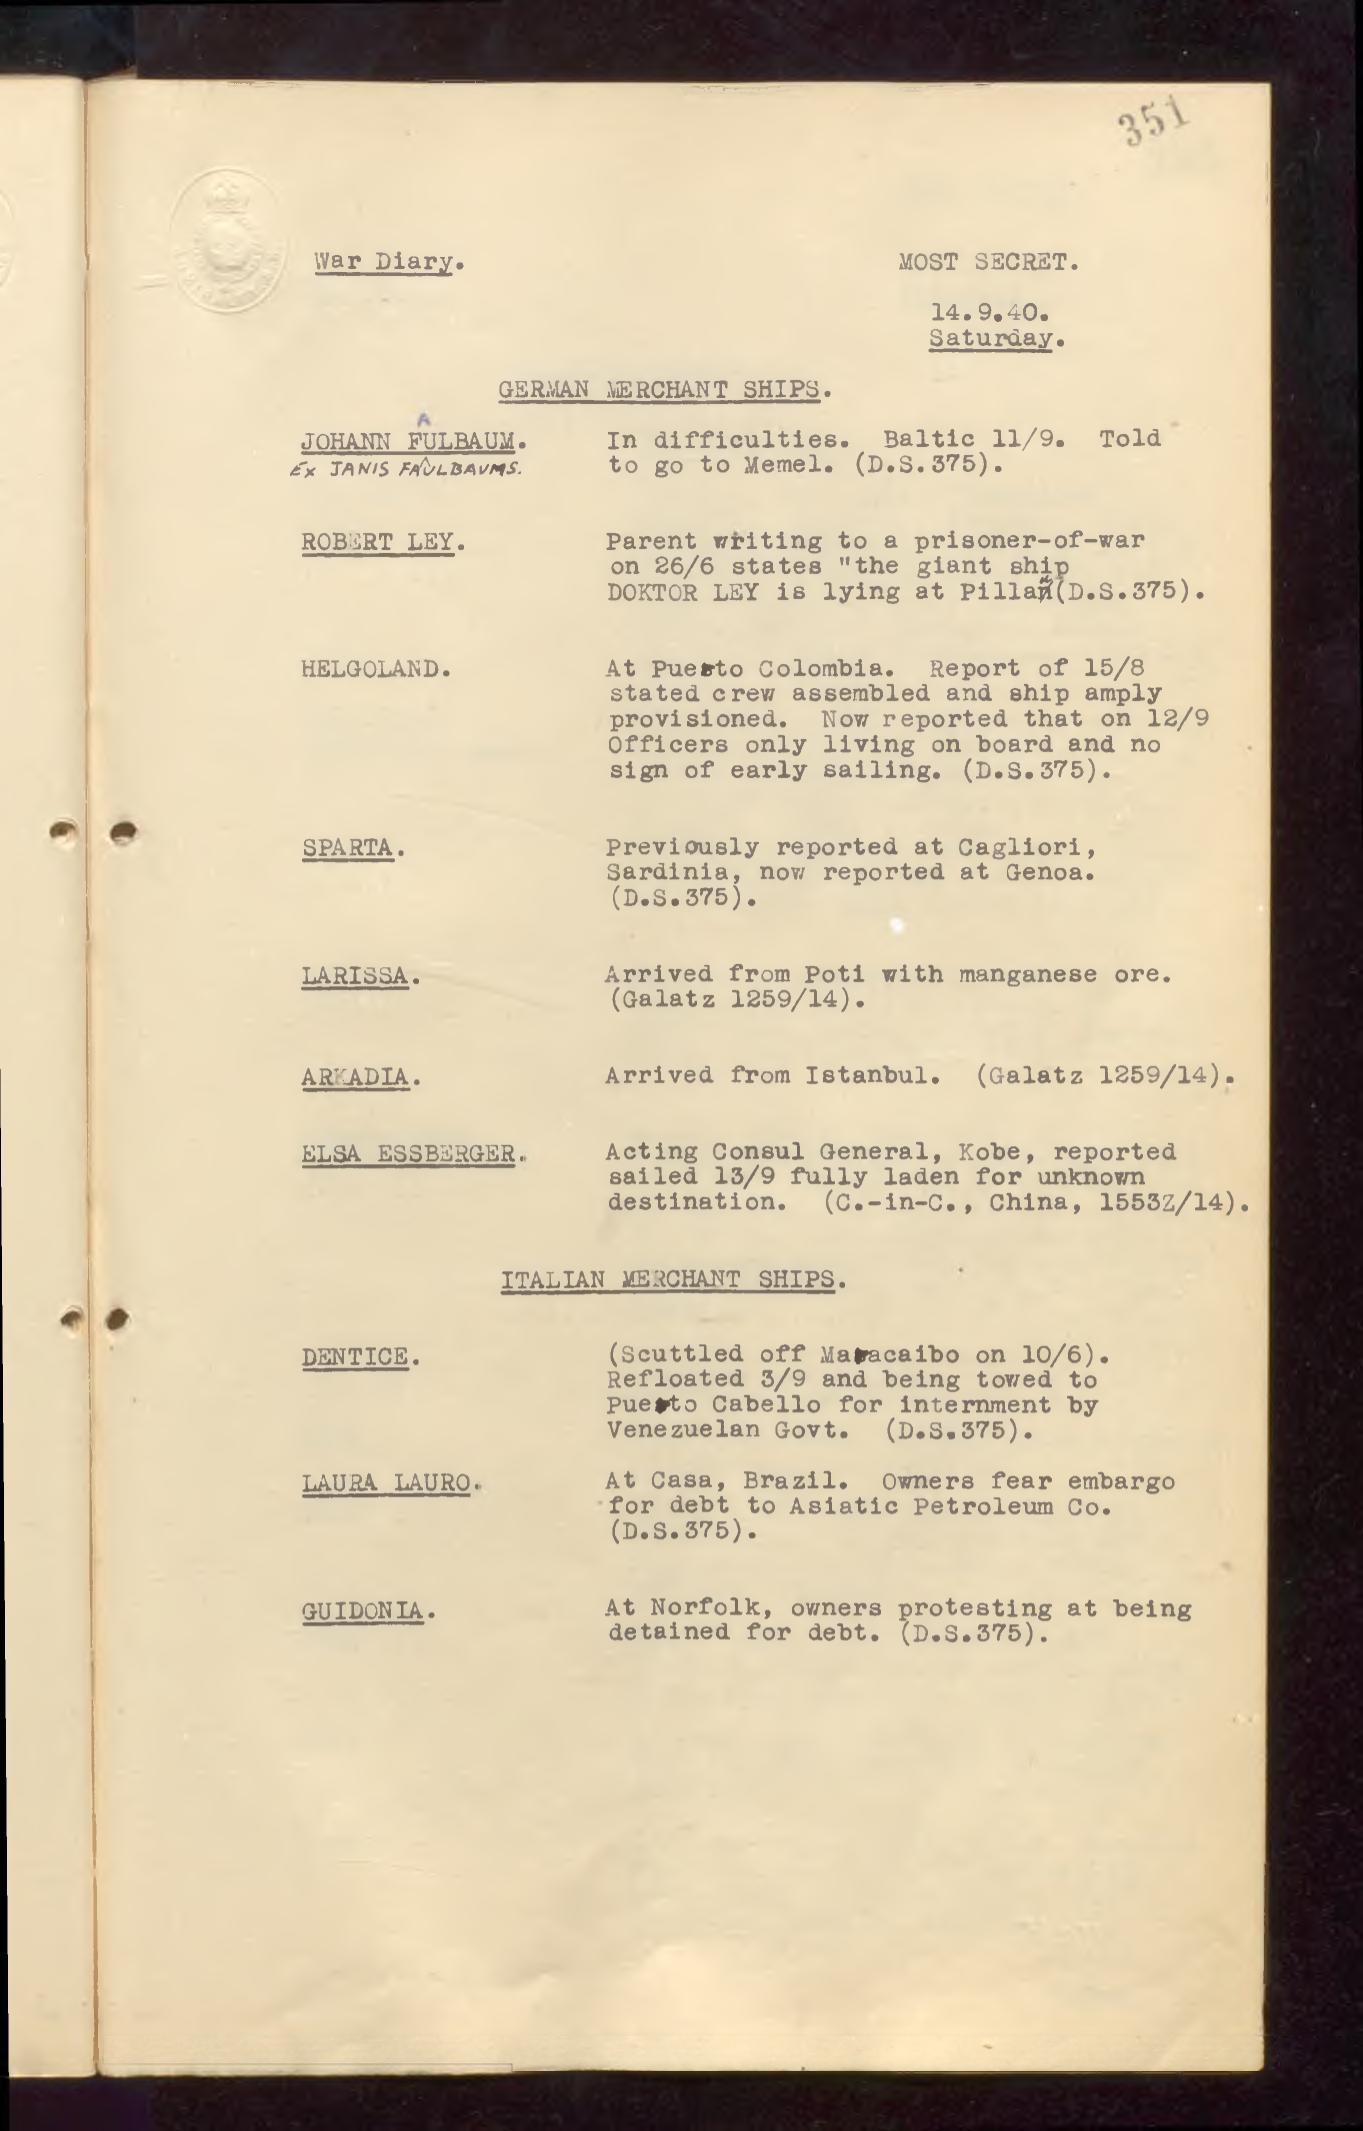 351
War Diary.
MOST SECRET.
14.9.40.
Saturday.
GERMAN MERCHANT SHIPS.
A
JOHANN FULBAUM. In difficulties. Baltic 11/9. Told
EX JANIS FAULBAUMS. to go to Memel. (D.S.375).
ROBERT LEY. Parent writing to a prisoner-of-war
on 26/6 states "the giant ship
DOKTOR LEY is lying at Pillau (D.S.375).
HELGOLAND. At Puerto Colombia. Report of 15/8
stated crew assembled and ship amply
provisioned. Now reported that on 12/9
Officers only living on board and no
sign of early sailing. (D.S.375).
SPARTA. Previously reported at Cagliori,
Sardinia, now reported at Genoa.
(D.S.375).
LARISSA. Arrived from Poti with manganese ore.
(Galatz 1259/14).
ARKADIA. Arrived from Istanbul. (Galatz 1259/14).
ELSA ESSBERGER. Acting Consul General, Kobe, reported
sailed 13/9 fully laden for unknown
destination. (C.-in-C., China, 1553Z/14).
ITALIAN MERCHANT SHIPS.
DENTICE. (Scuttled off Maracaibo on 10/6).
Refloated 3/9 and being towed to
Puerto Cabello for internment by
Venezuelan Govt. (D.S.375).
LAURA LAURO. At Casa, Brazil. Owners fear embargo
for debt to Asiatic Petroleum Co.
(D.S.375).
GUIDONIA. At Norfolk, owners protesting at being
detained for debt. (D.S.375).